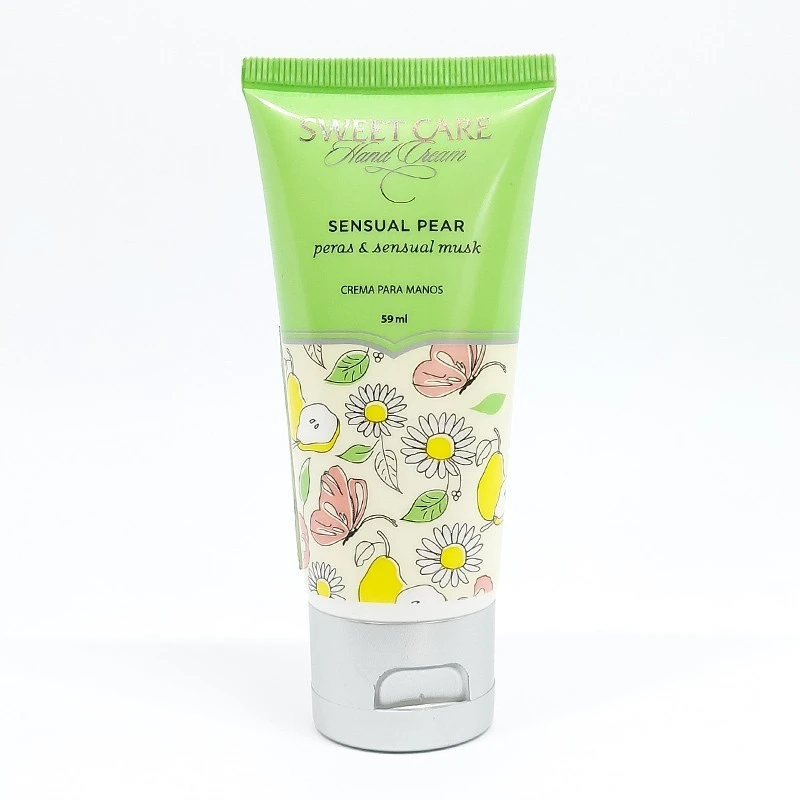 SWEET CARE
Hand Cream
SENSUAL PEAR
peras & sensual musk
CREMA PARA MANOS
59 ml